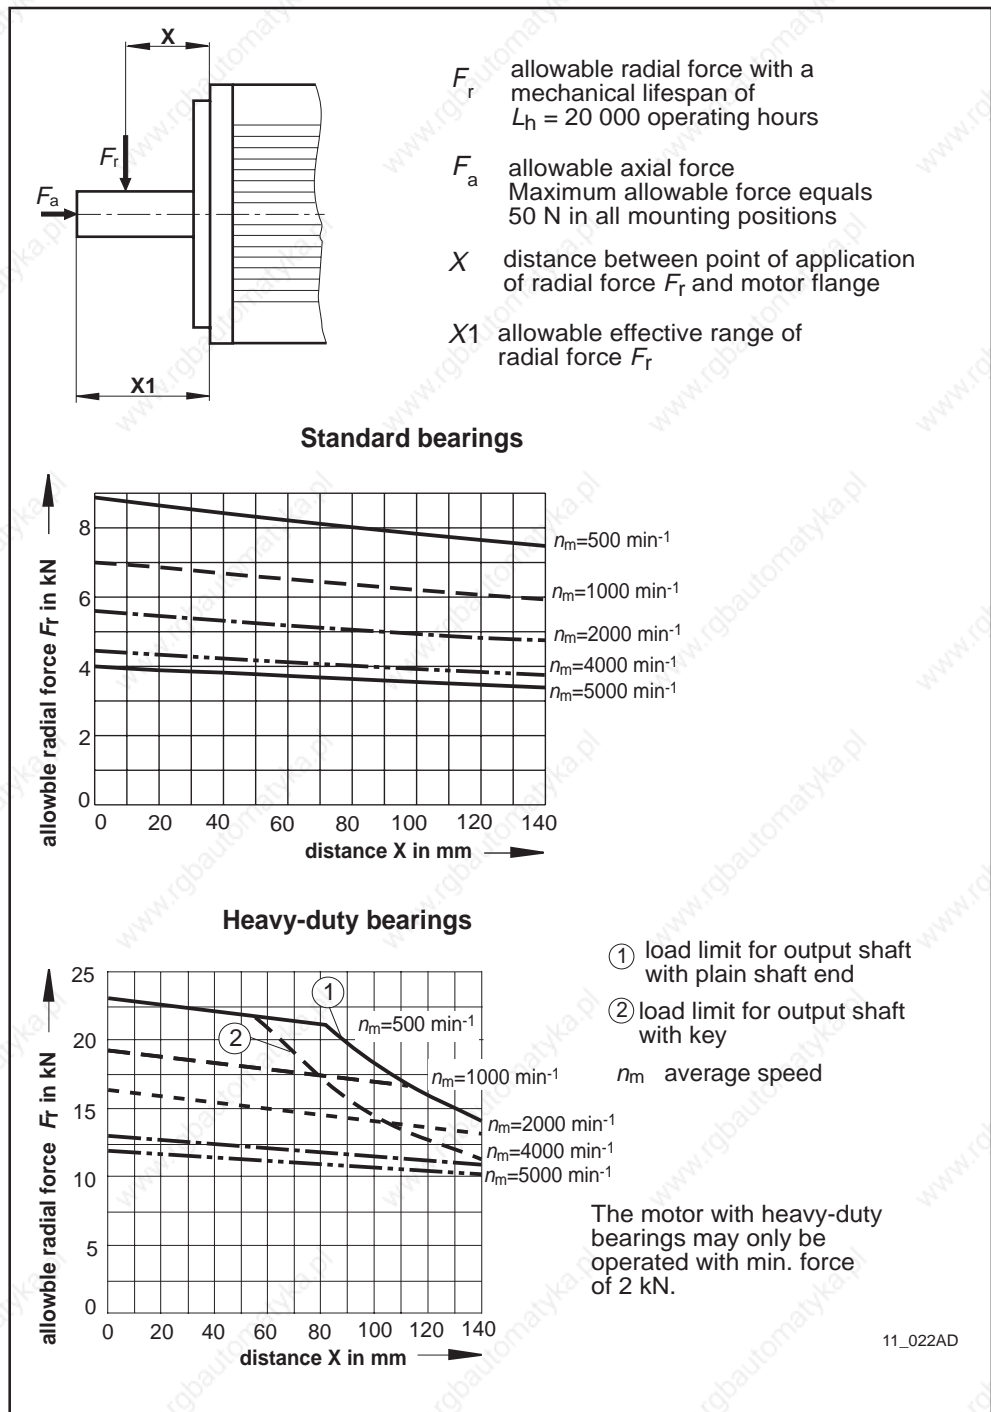 X
F r
F a
X1
F r allowable radial force with a
mechanical lifespan of
L h = 20 000 operating hours
F a allowable axial force
Maximum allowable force equals
50 N in all mounting positions
X distance between point of application
of radial force F r and motor flange
X1 allowable effective range of
radial force F r
Standard bearings
allowble radial force Fr in kN
8
6
4
2
0
0 20 40 60 80 100 120 140
distance X in mm
nm=500 min-1
nm=1000 min-1
nm=2000 min-1
nm=4000 min-1
nm=5000 min-1
Heavy-duty bearings
allowble radial force Fr in kN
25
20
15
10
5
0
0 20 40 60 80 100 120 140
distance X in mm
1
2
nm=500 min-1
nm=1000 min-1
nm=2000 min-1
nm=4000 min-1
nm=5000 min-1
1 load limit for output shaft
with plain shaft end
2 load limit for output shaft
with key
nm average speed
The motor with heavy-duty
bearings may only be
operated with min. force
of 2 kN.
11_022AD
www.rgbautomatyka.pl